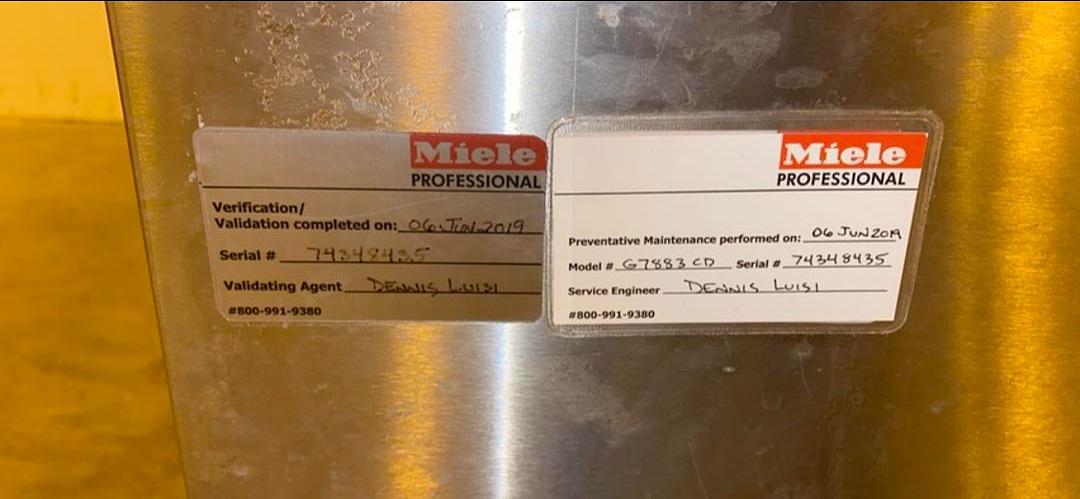 Miele
PROFESSIONAL
Verification/
Validation completed on: 06 JUN 2019
Serial # 74348435
Validating Agent DENNIS LUISI
#800-991-9380
Miele
PROFESSIONAL
Preventative Maintenance performed on: 06 JUN 2019
Model # G7883 CD Serial # 74348435
Service Engineer DENNIS LUISI
#800-991-9380